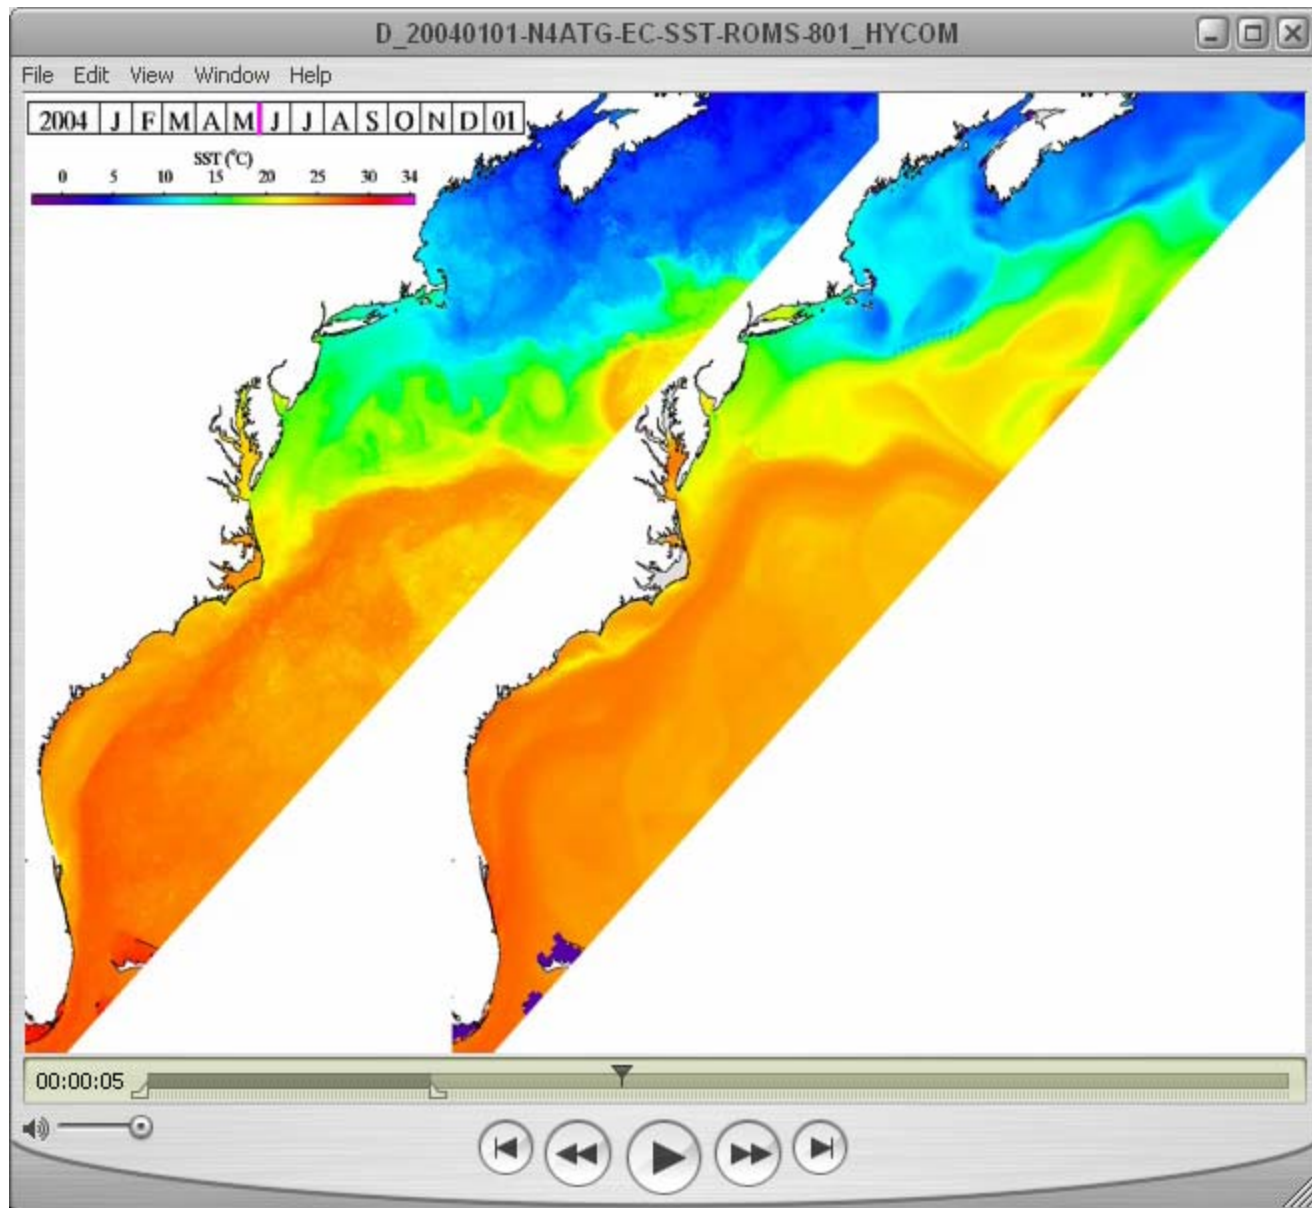 D_20040101-N4ATG-EC-SST-ROMS-801_HYCOM
File Edit View Window Help
2004 J F M A M J J A S O N D 01
SST (°C)
0 5 10 15 20 25 30 34
00:00:05